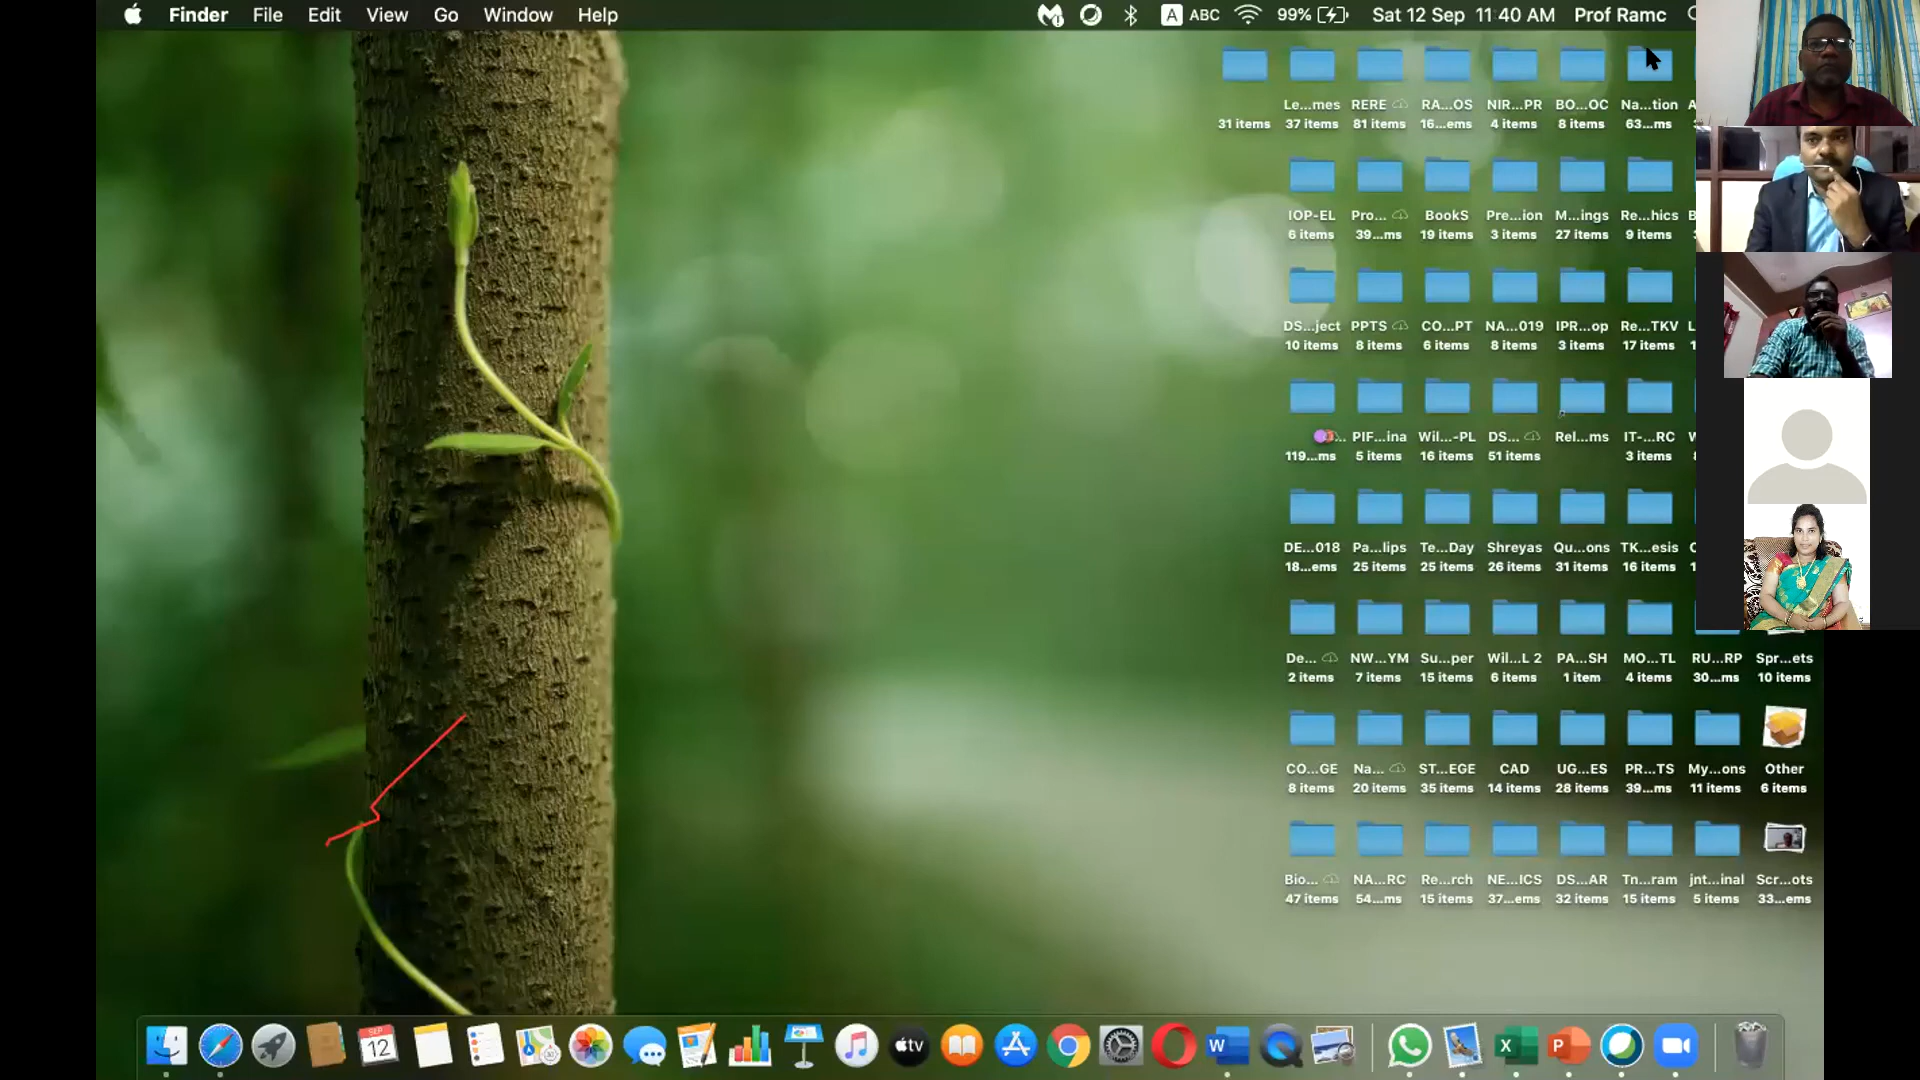 Finder File Edit View Go Window Help A ABC 99% Sat 12 Sep 11:40 AM Prof Ramc
Le...mes RERE RA...OS NIR...PR BO...OC Na...tion
31 items 37 items 81 items 16...ems 4 items 8 items 63...ms
IOP-EL Pro... BookS Pre...ion M...ings Re...hics
6 items 39...ms 19 items 3 items 27 items 9 items
DS...ject PPTS CO...PT NA...019 IPR...op Re...TKV
10 items 8 items 6 items 8 items 3 items 17 items
... PIF...ina Wil...-PL DS... Rel...ms IT-...RC
119...ms 5 items 16 items 51 items 3 items
DE...018 Pa...lips Te...Day Shreyas Qu...ons TK...esis
18...ems 25 items 25 items 26 items 31 items 16 items
De... NW...YM Su...per Wil...L 2 PA...SH MO...TL RU...RP Spr...ets
2 items 7 items 15 items 6 items 1 item 4 items 30...ms 10 items
CO...GE Na... ST...EGE CAD UG...ES PR...TS My...ons Other
8 items 20 items 35 items 14 items 28 items 39...ms 11 items 6 items
Bio... NA...RC Re...rch NE...ICS DS...AR Tn...ram jnt...inal Scr...ots
47 items 54...ms 15 items 37...ems 32 items 15 items 5 items 33...ems
SEP
12 tv W X P